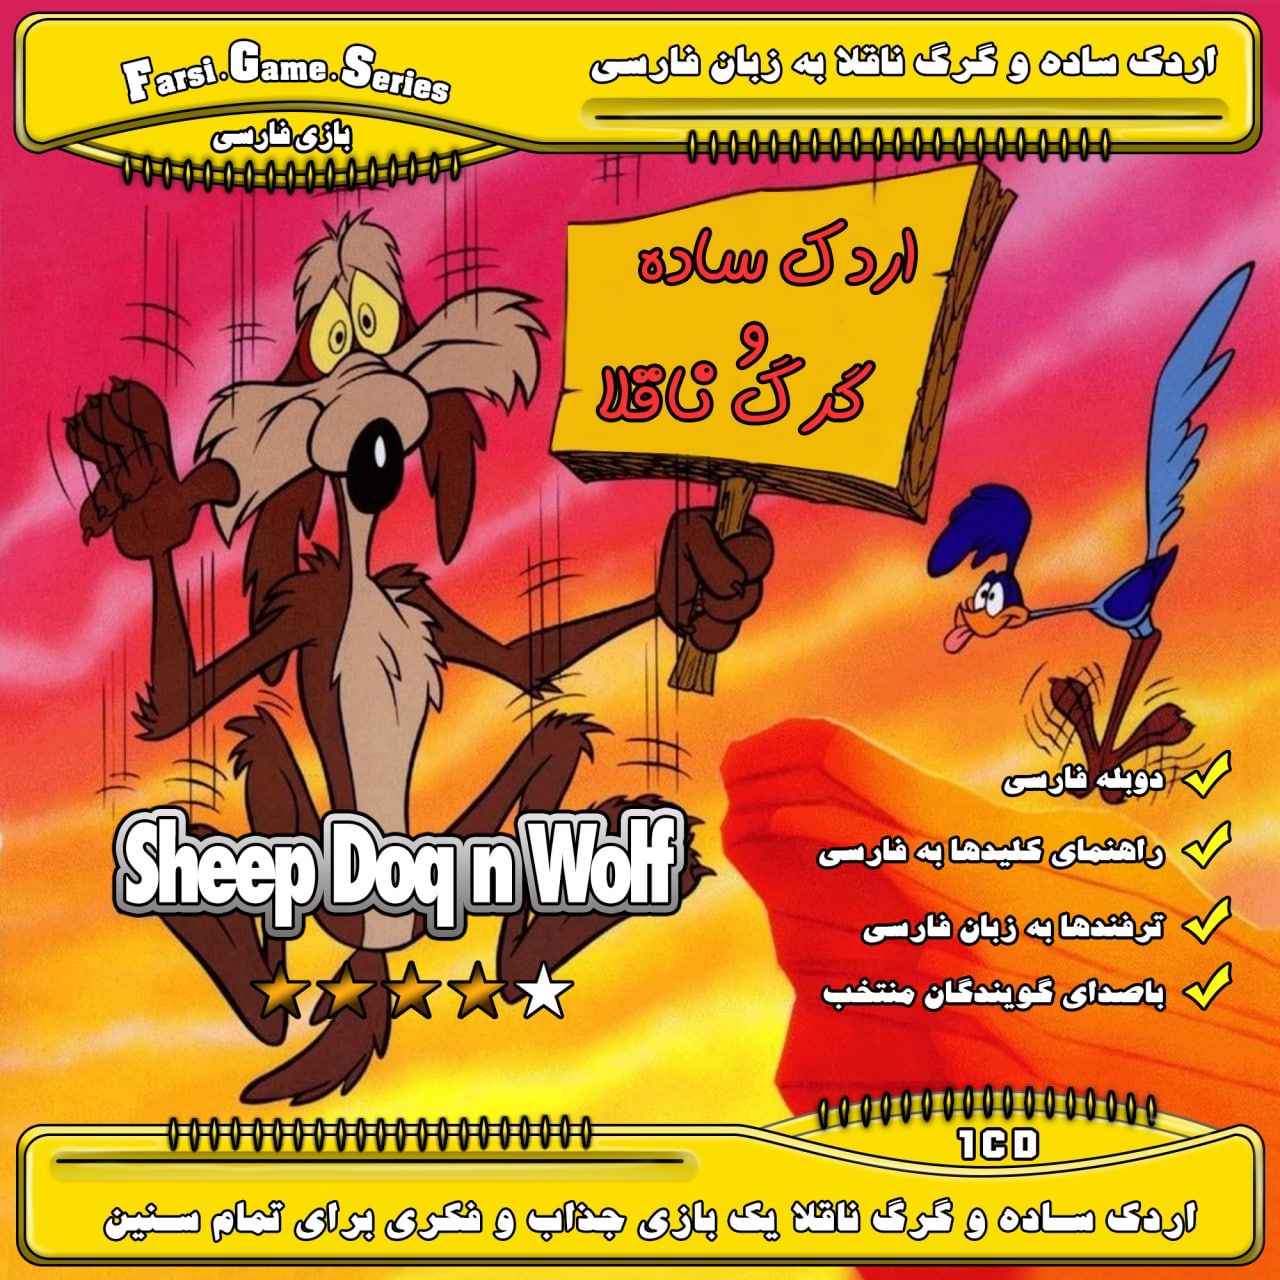 Farsi.Game.Series
بازی فارسی
اردک ساده و گرگ ناقلا به زبان فارسی
اردک ساده
و
گرگ ناقلا
دوبله فارسی
راهنمای کلیدها به فارسی
ترفندها به زبان فارسی
باصدای گویندگان منتخب
Sheep Doq n Wolf
1CD
اردک ساده و گرگ ناقلا یک بازی جذاب و فکری برای تمام سنین